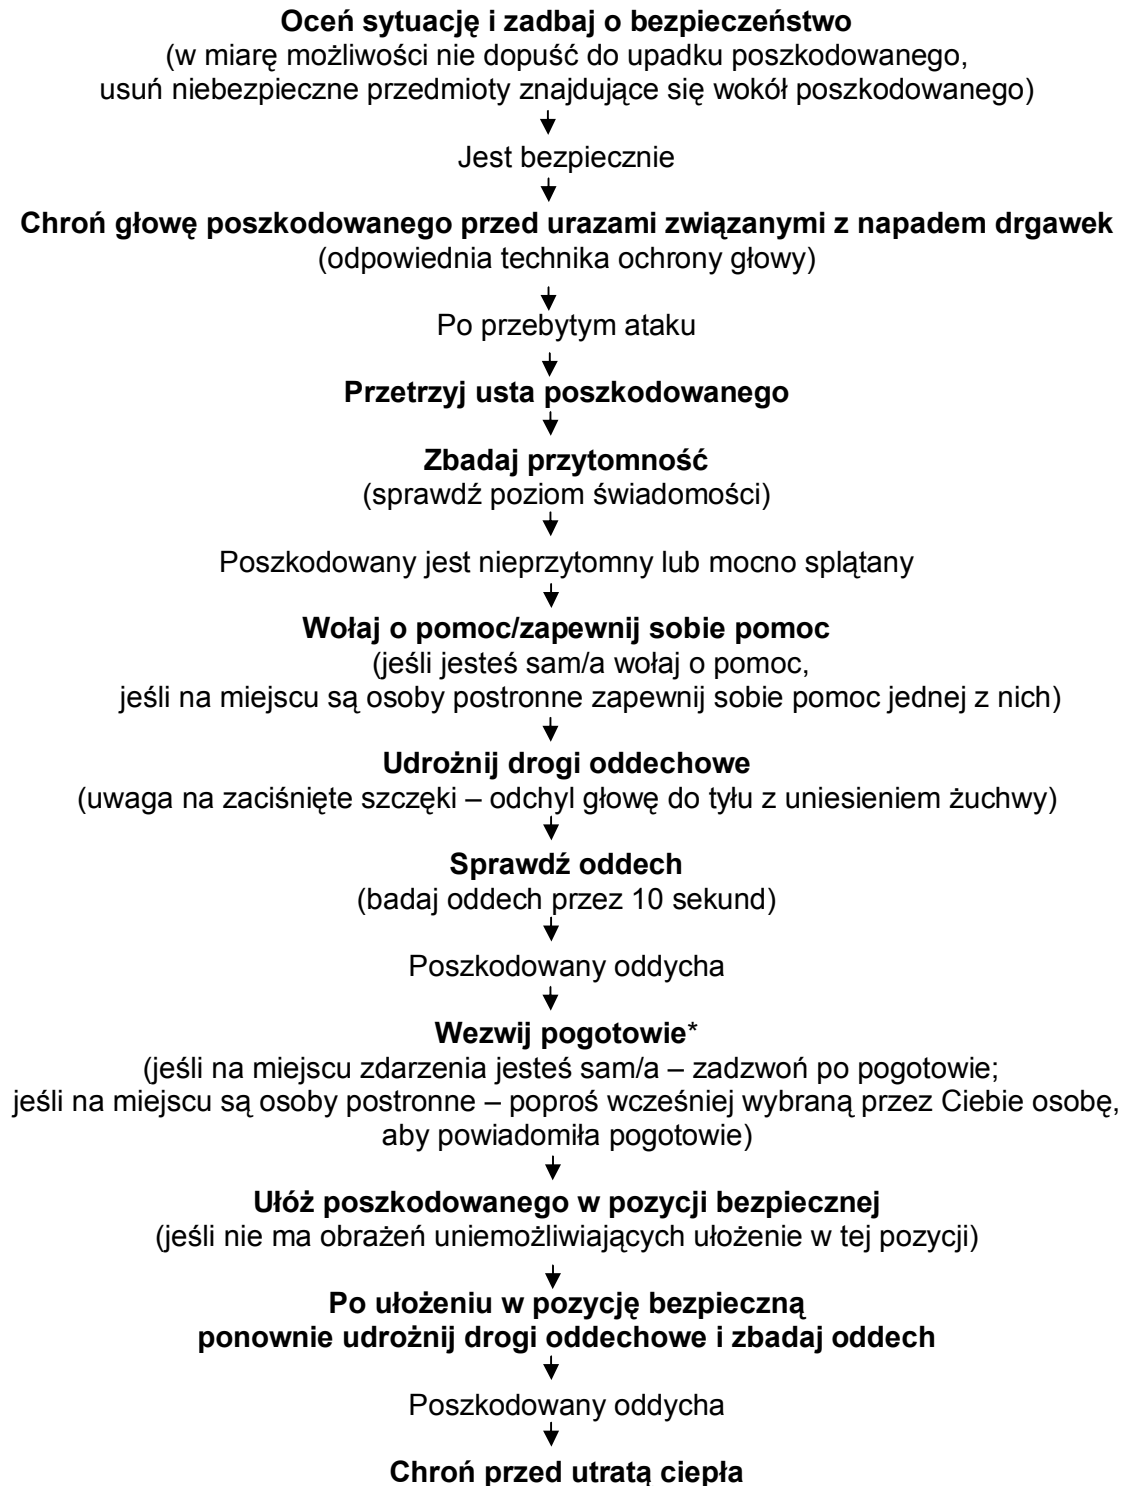 Oceń sytuację i zadbaj o bezpieczeństwo
(w miarę możliwości nie dopuść do upadku poszkodowanego,
usuń niebezpieczne przedmioty znajdujące się wokół poszkodowanego)
Jest bezpiecznie
Chroń głowę poszkodowanego przed urazami związanymi z napadem drgawek
(odpowiednia technika ochrony głowy)
Po przebytym ataku
Przetrzyj usta poszkodowanego
Zbadaj przytomność
(sprawdź poziom świadomości)
Poszkodowany jest nieprzytomny lub mocno splątany
Wołaj o pomoc/zapewnij sobie pomoc
(jeśli jesteś sam/a wołaj o pomoc,
jeśli na miejscu są osoby postronne zapewnij sobie pomoc jednej z nich)
Udrożnij drogi oddechowe
(uwaga na zaciśnięte szczęki – odchyl głowę do tyłu z uniesieniem żuchwy)
Sprawdź oddech
(badaj oddech przez 10 sekund)
Poszkodowany oddycha
Wezwij pogotowie*
(jeśli na miejscu zdarzenia jesteś sam/a – zadzwoń po pogotowie;
jeśli na miejscu są osoby postronne – poproś wcześniej wybraną przez Ciebie osobę,
aby powiadomiła pogotowie)
Ułóż poszkodowanego w pozycji bezpiecznej
(jeśli nie ma obrażeń uniemożliwiających ułożenie w tej pozycji)
Po ułożeniu w pozycję bezpieczną
ponownie udrożnij drogi oddechowe i zbadaj oddech
Poszkodowany oddycha
Chroń przed utratą ciepła